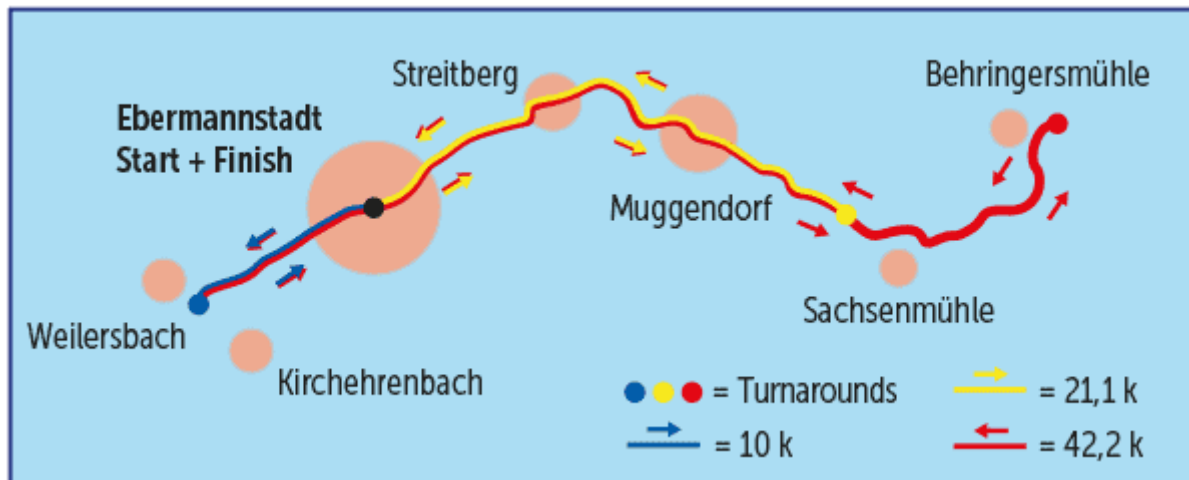 Streitberg
Behringersmühle
Ebermannstadt
Start + Finish
Muggendorf
Sachsenmühle
Weilersbach
Kirchehrenbach
= Turnarounds
= 21,1 k
= 10 k
= 42,2 k